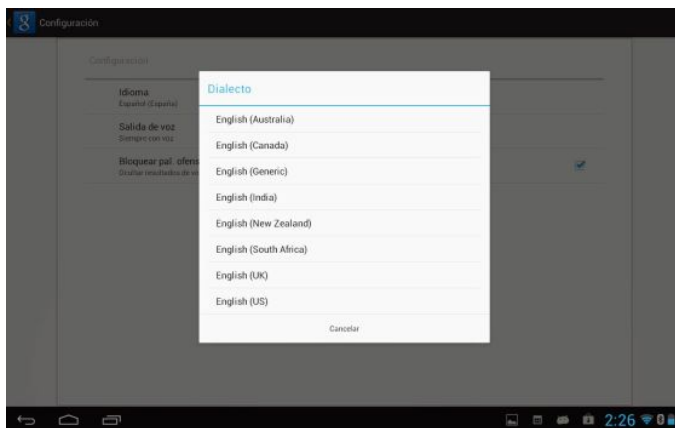 Configuración
Configuración
Idioma
Español (España)
Salida de voz
Siempre con voz
Bloquear pal. ofens
Ocultar resultados de vo
Dialecto
English (Australia)
English (Canada)
English (Generic)
English (India)
English (New Zealand)
English (South Africa)
English (UK)
English (US)
Cancelar
2:26